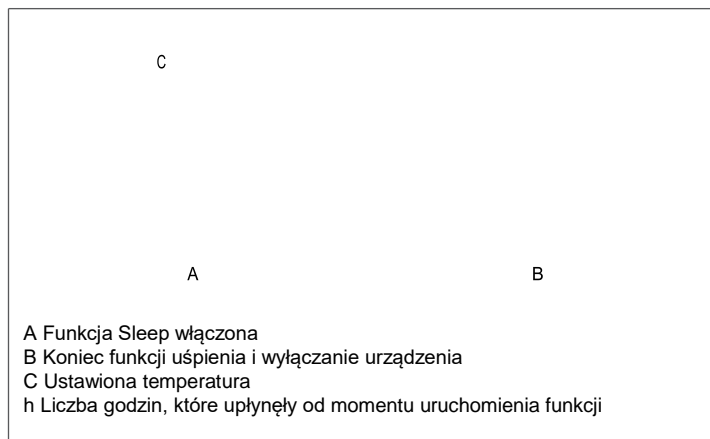 C
A B
A Funkcja Sleep włączona
B Koniec funkcji uśpienia i wyłączanie urządzenia
C Ustawiona temperatura
h Liczba godzin, które upłynęły od momentu uruchomienia funkcji